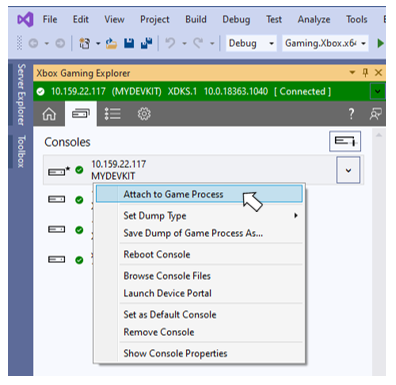 File Edit View Project Build Debug Test Analyze Tools
Debug Gaming.Xbox.x64
Server Explorer
Toolbox
Xbox Gaming Explorer
10.159.22.117 (MYDEVKIT) XDKS.1 10.0.18363.1040 [ Connected ]
Consoles
10.159.22.117
MYDEVKIT
Attach to Game Process
Set Dump Type
Save Dump of Game Process As...
Reboot Console
Browse Console Files
Launch Device Portal
Set as Default Console
Remove Console
Show Console Properties